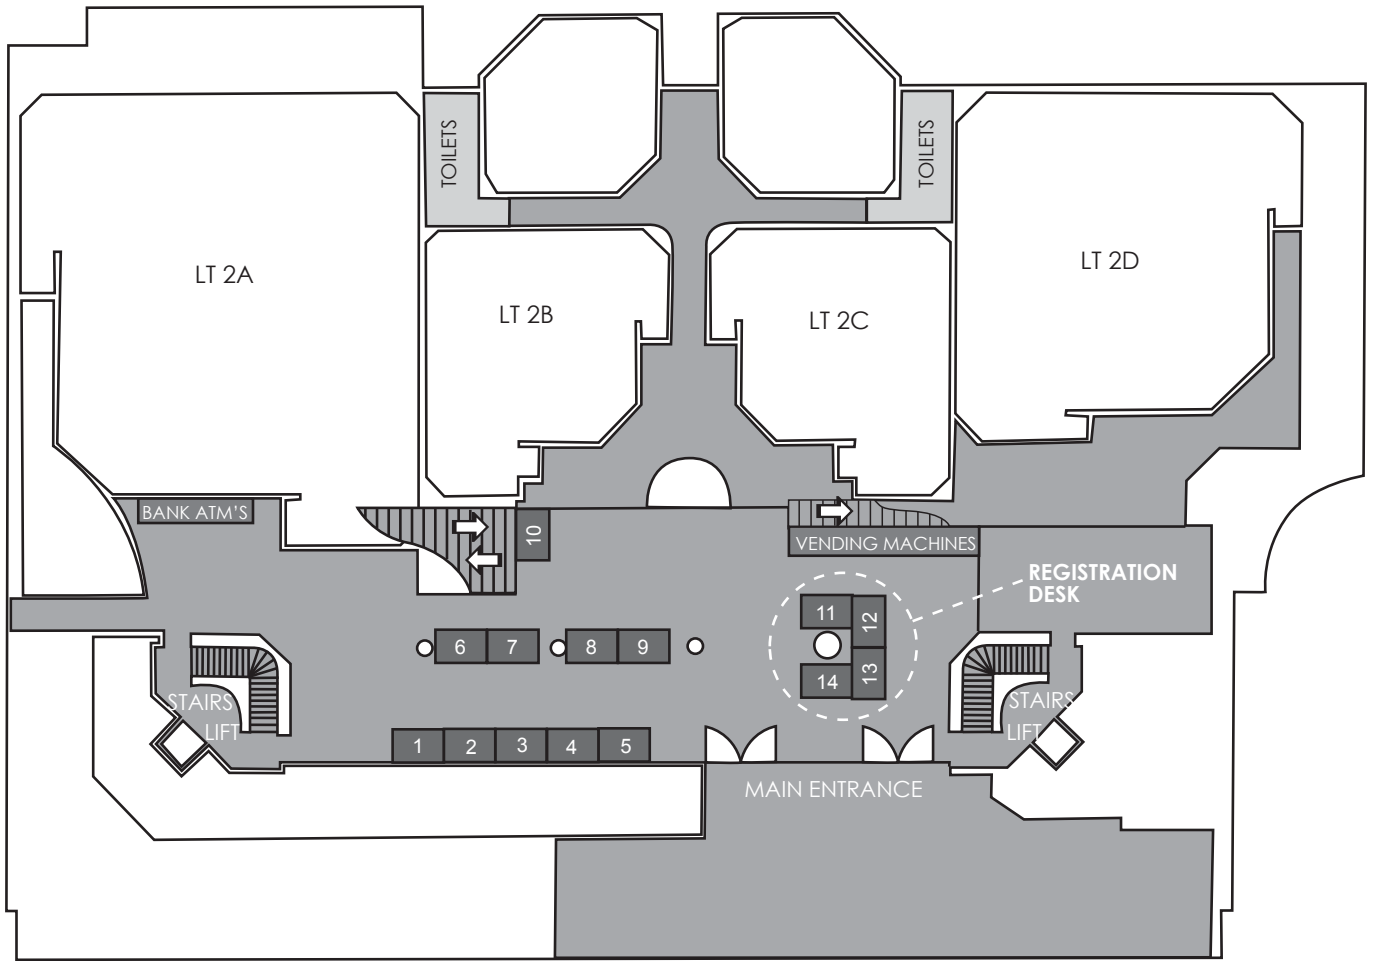 TOILETS
TOILETS
LT 2A
LT 2B
LT 2C
LT 2D
BANK ATM'S
10
VENDING MACHINES
REGISTRATION
DESK
11
12
6
7
8
9
13
14
STAIRS
LIFT
STAIRS
LIFT
1
2
3
4
5
MAIN ENTRANCE